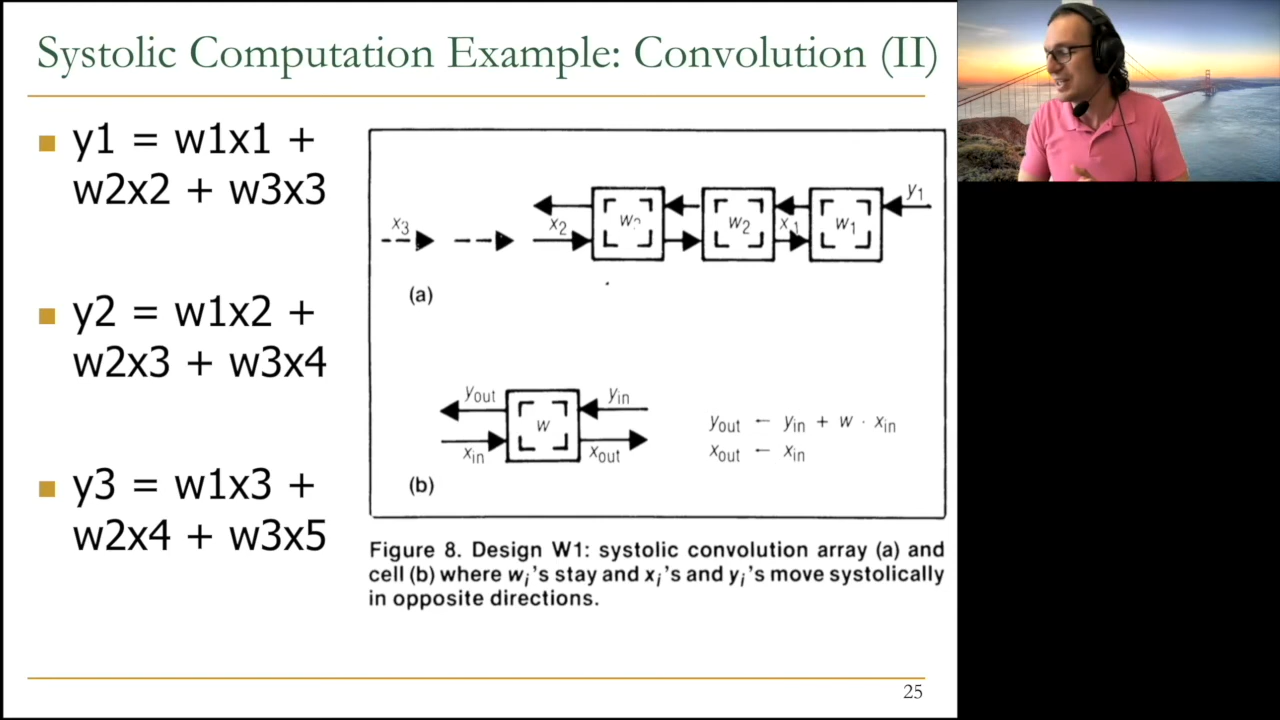 Systolic Computation Example: Convolution (II)
y1 = w1x1 +
w2x2 + w3x3
y2 = w1x2 +
w2x3 + w3x4
y3 = w1x3 +
w2x4 + w3x5
y1
x3
x2
w2
x1
w1
(a)
yout
yin
w
xin
xout
yout ← yin + w · xin
xout ← xin
(b)
Figure 8. Design W1: systolic convolution array (a) and
cell (b) where wi's stay and xi's and yi's move systolically
in opposite directions.
25